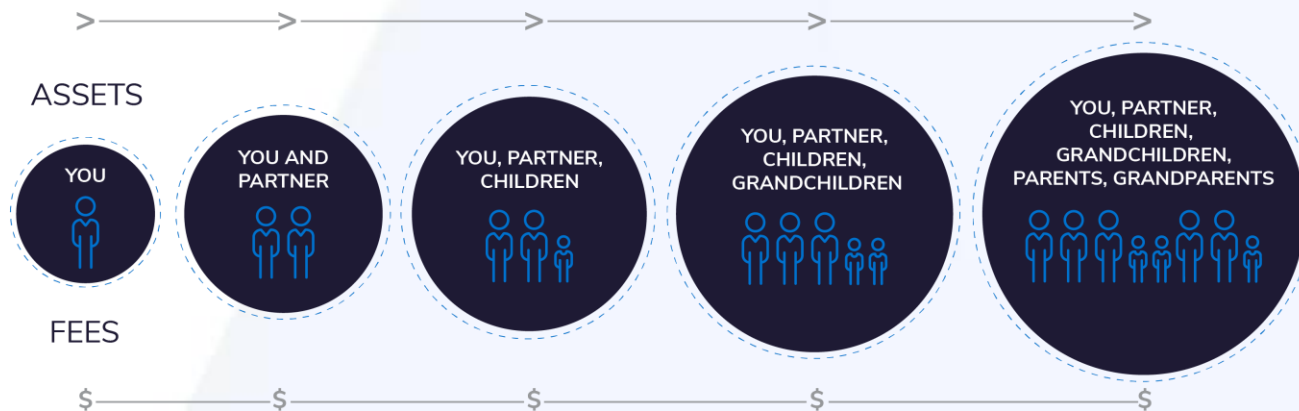 > > > > >
ASSETS
YOU
YOU AND
PARTNER
YOU, PARTNER,
CHILDREN
YOU, PARTNER,
CHILDREN,
GRANDCHILDREN
YOU, PARTNER,
CHILDREN,
GRANDCHILDREN,
PARENTS, GRANDPARENTS
FEES
$ $ $ $ $